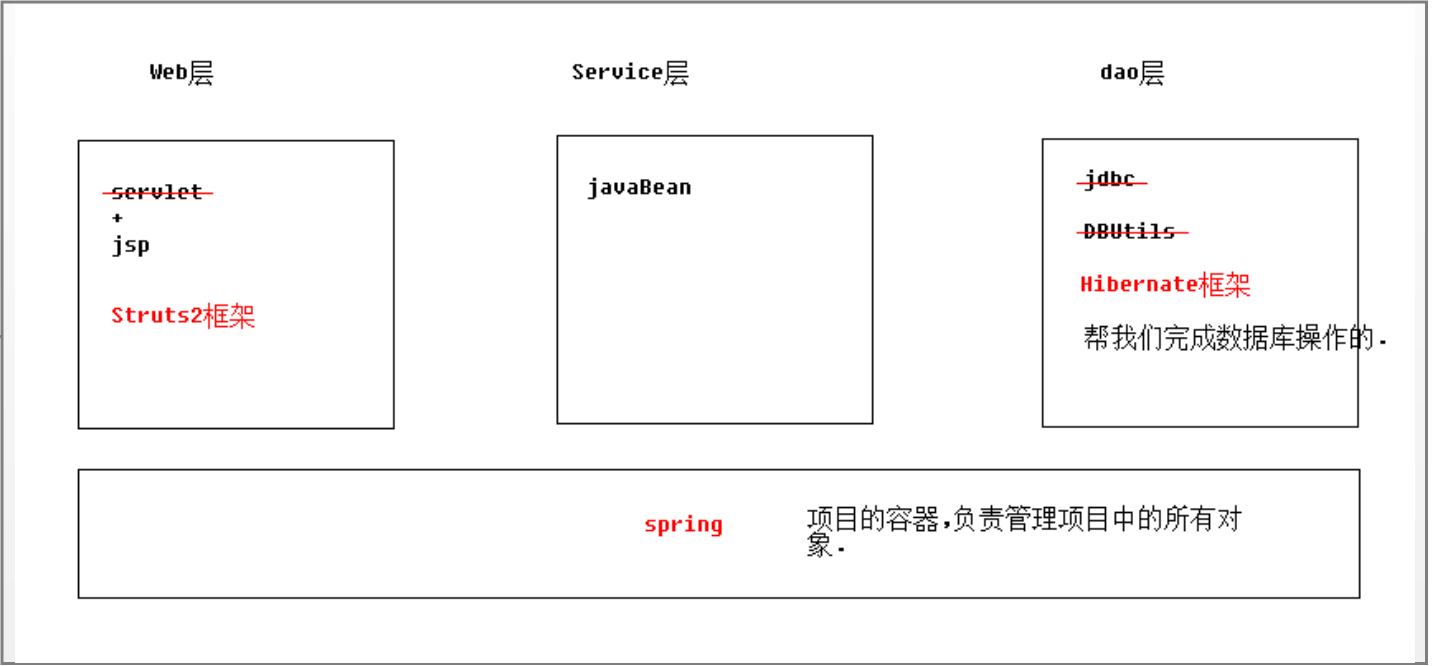 Web层
Service层
dao层
servlet
+
jsp
Struts2框架
javaBean
jdbc
DBUtils
Hibernate框架
帮我们完成数据库操作的.
spring
项目的容器,负责管理项目中的所有对
象.